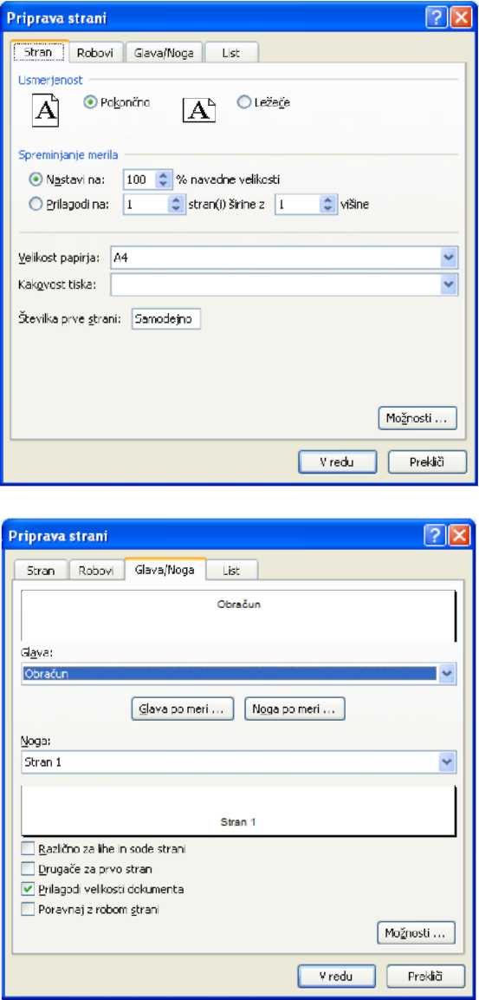 Priprava strani
Stran Robovi Glava/Noga List
Usmerjenost
A Pokončno A Ležeče
Spreminjanje merila
Nastavi na: 100 % navadne velikosti
Prilagodi na: 1 stran(i) širine z 1 višine
Velikost papirja: A4
Kakovost tiska:
Številka prve strani: Samodejno
Možnosti ...
V redu Prekliči
Priprava strani
Stran Robovi Glava/Noga List
Obračun
Glava:
Obračun
Glava po meri ... Noga po meri ...
Noga:
Stran 1
Stran 1
Različno za lihe in sode strani
Drugače za prvo stran
Prilagodi velikosti dokumenta
Poravnaj z robom strani
Možnosti ...
V redu Prekliči